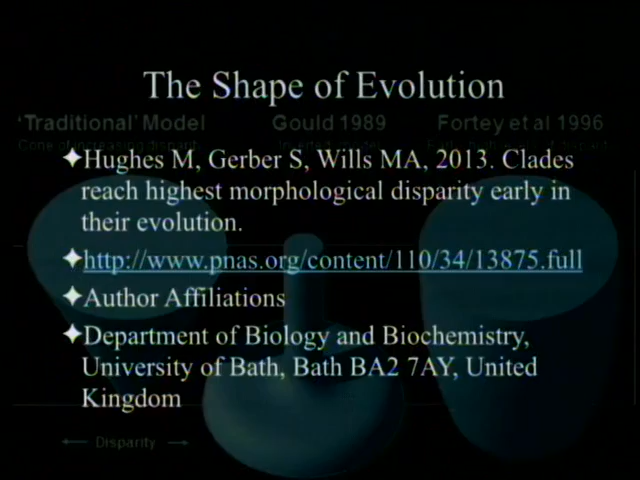 The Shape of Evolution
'Traditional' Model Gould 1989 Fortey et al 1996
✦Hughes M, Gerber S, Wills MA, 2013. Clades
reach highest morphological disparity early in
their evolution.
✦http://www.pnas.org/content/110/34/13875.full
✦Author Affiliations
✦Department of Biology and Biochemistry,
University of Bath, Bath BA2 7AY, United
Kingdom
← Disparity →